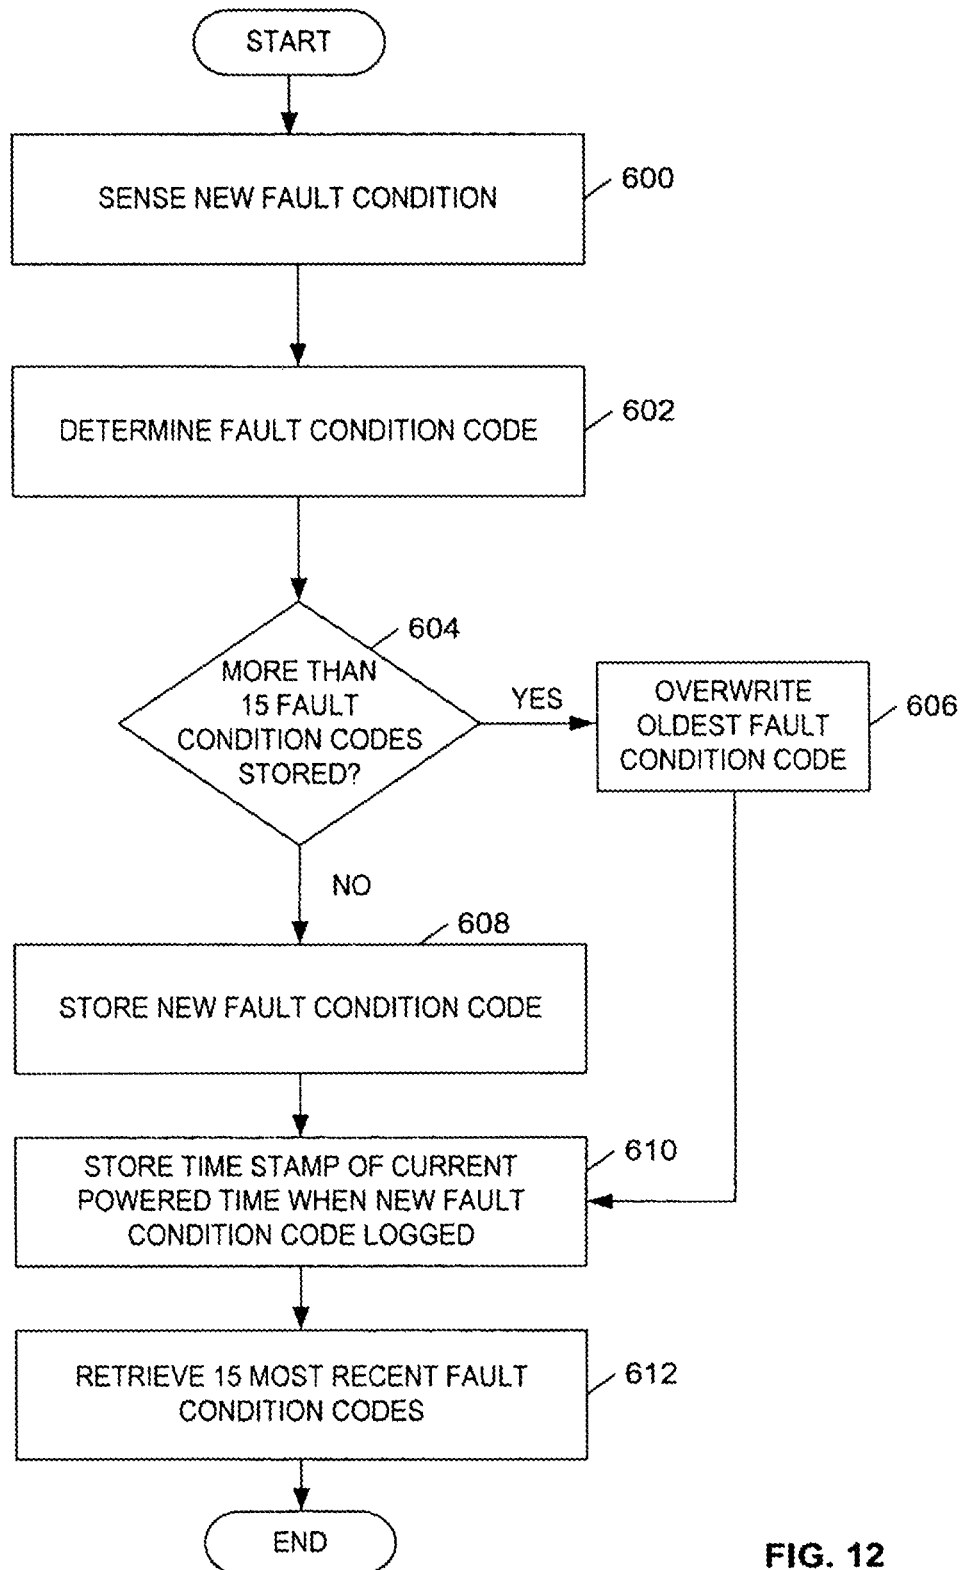 START
SENSE NEW FAULT CONDITION
600
DETERMINE FAULT CONDITION CODE
602
604
MORE THAN
15 FAULT
CONDITION CODES
STORED?
YES
OVERWRITE
OLDEST FAULT
CONDITION CODE
606
NO
608
STORE NEW FAULT CONDITION CODE
STORE TIME STAMP OF CURRENT
POWERED TIME WHEN NEW FAULT
CONDITION CODE LOGGED
610
RETRIEVE 15 MOST RECENT FAULT
CONDITION CODES
612
END
FIG. 12